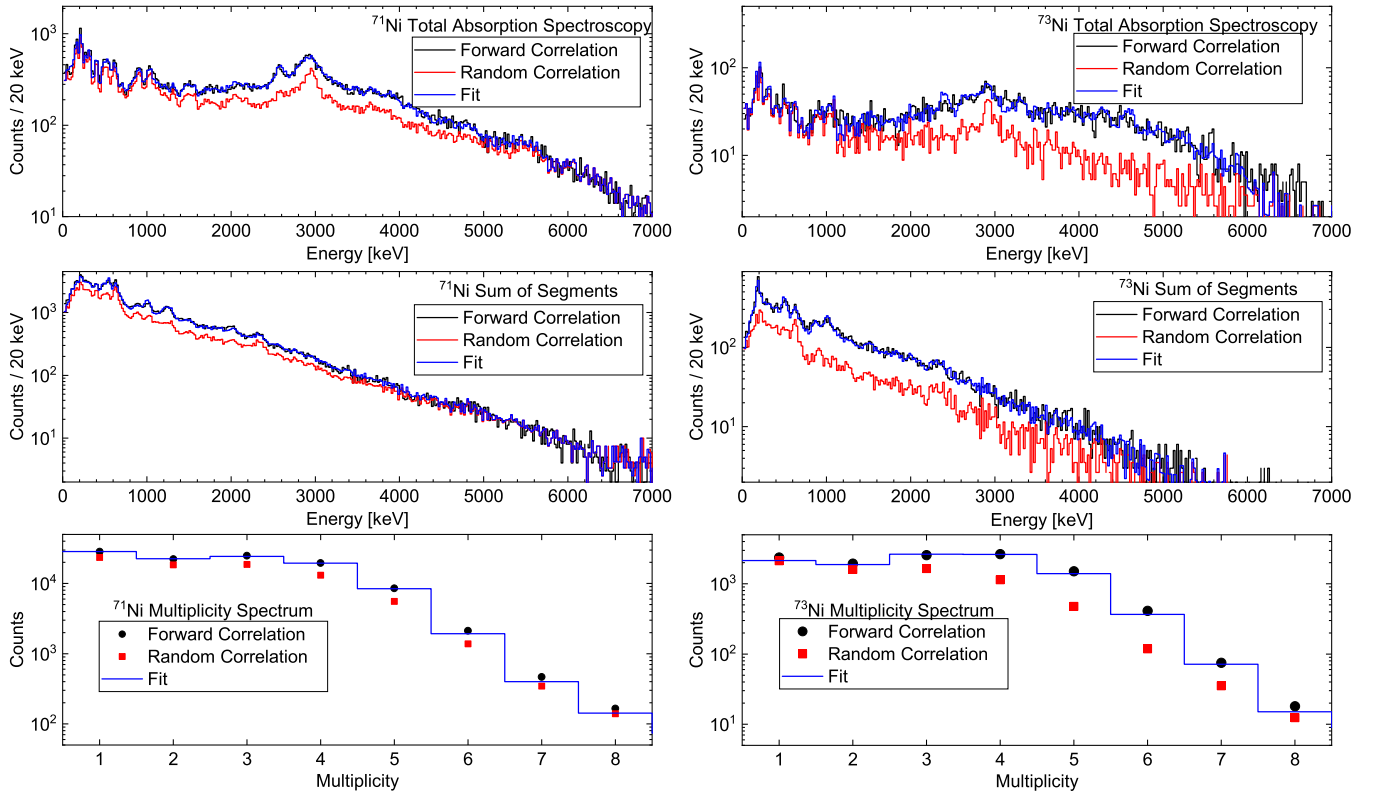 ⁷¹Ni Total Absorption Spectroscopy
Forward Correlation
Random Correlation
Fit
Counts / 20 keV
10³
10²
10¹
0 1000 2000 3000 4000 5000 6000 7000
Energy [keV]
⁷³Ni Total Absorption Spectroscopy
Forward Correlation
Random Correlation
Fit
Counts / 20 keV
10²
10¹
0 1000 2000 3000 4000 5000 6000 7000
Energy [keV]
⁷¹Ni Sum of Segments
Forward Correlation
Random Correlation
Fit
Counts / 20 keV
10³
10²
10¹
0 1000 2000 3000 4000 5000 6000 7000
Energy [keV]
⁷³Ni Sum of Segments
Forward Correlation
Random Correlation
Fit
Counts / 20 keV
10²
10¹
0 1000 2000 3000 4000 5000 6000 7000
Energy [keV]
⁷¹Ni Multiplicity Spectrum
Forward Correlation
Random Correlation
Fit
Counts
10⁴
10³
10²
1 2 3 4 5 6 7 8
Multiplicity
⁷³Ni Multiplicity Spectrum
Forward Correlation
Random Correlation
Fit
Counts
10³
10²
10¹
1 2 3 4 5 6 7 8
Multiplicity